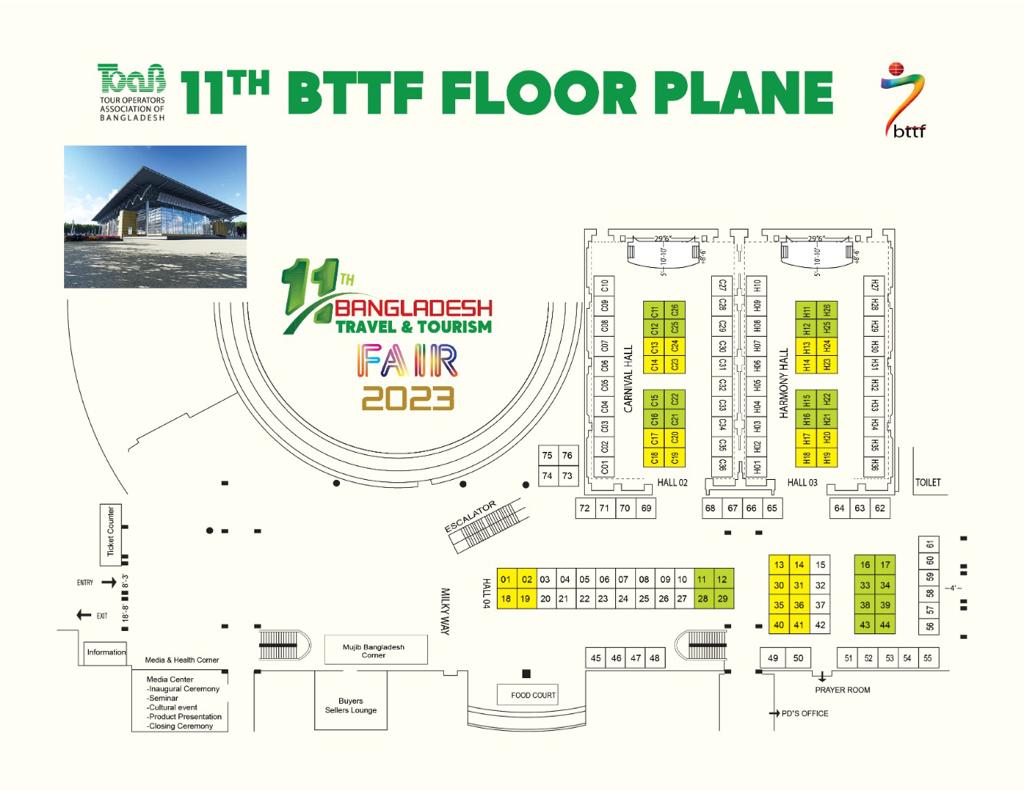 ToaB
TOUR OPERATORS
ASSOCIATION OF
BANGLADESH
11TH BTTF FLOOR PLANE
bttf
11TH
BANGLADESH
TRAVEL & TOURISM
FAIR
2023
29'6"
5'-10'-10"
8'-6"
29'6"
5'-10'-10"
8'-6"
C10
C09
C08
C07
C06
C05
C04
C03
C02
C01
CARNIVAL HALL
C11 C26
C12 C25
C13 C24
C14 C23
C15 C22
C16 C21
C17 C20
C18 C19
C27
C28
C29
C30
C31
C32
C33
C34
C35
C36
HALL 02
H10
H09
H08
H07
H06
H05
H04
H03
H02
H01
HARMONY HALL
H11 H26
H12 H25
H13 H24
H14 H23
H15 H22
H16 H21
H17 H20
H18 H19
H27
H28
H29
H30
H31
H32
H33
H34
H35
H36
HALL 03
TOILET
75 76
74 73
72 71 70 69
68 67 66 65
64 63 62
ESCALATOR
Ticket Counter
ENTRY
8'-3'
EXIT
18'-8'
Information
MILKY WAY
HALL 04
01 02 03 04 05 06 07 08 09 10 11 12
18 19 20 21 22 23 24 25 26 27 28 29
13 14 15
30 31 32
35 36 37
40 41 42
16 17
33 34
38 39
43 44
61
60
59
58
57
56
4'
Mujib Bangladesh
Corner
45 46 47 48
49 50
51 52 53 54 55
Media & Health Corner
Media Center
-Inaugural Ceremony
-Seminar
-Cultural event
-Product Presentation
-Closing Ceremony
Buyers
Sellers Lounge
FOOD COURT
PRAYER ROOM
PD"S OFFICE